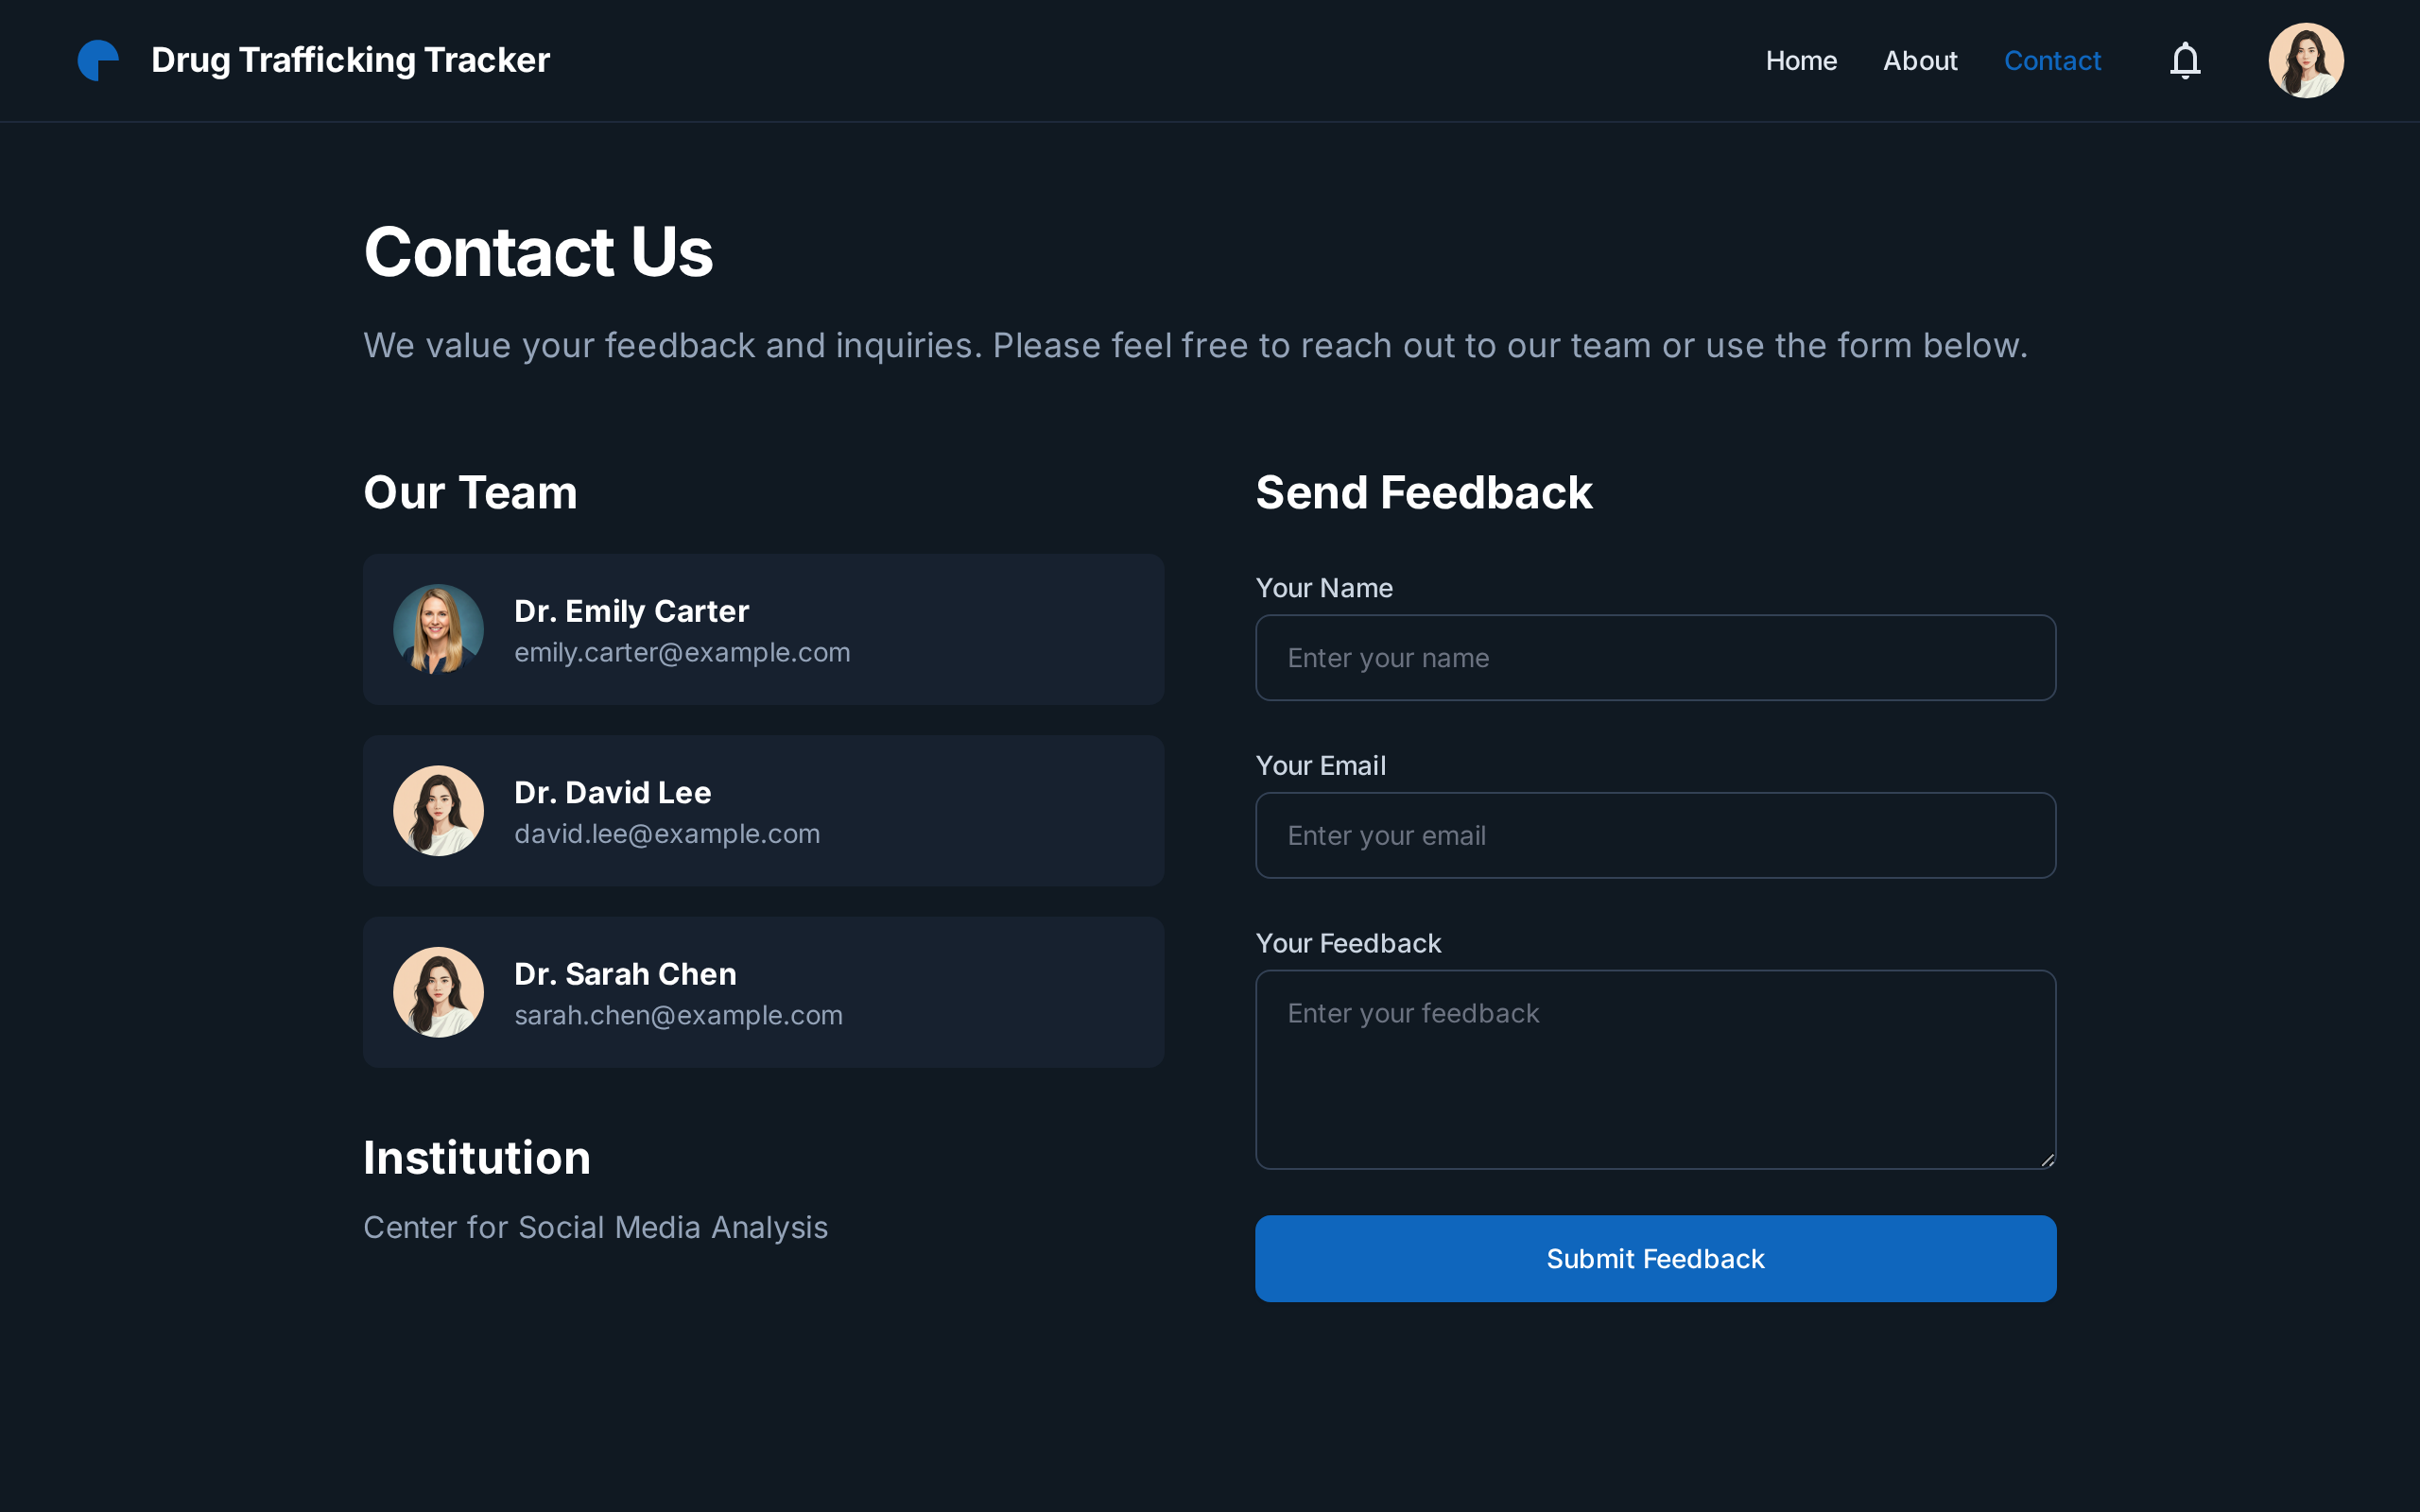 Drug Trafficking Tracker
Home
About
Contact
Contact Us
We value your feedback and inquiries. Please feel free to reach out to our team or use the form below.
Our Team
Dr. Emily Carter
emily.carter@example.com
Dr. David Lee
david.lee@example.com
Dr. Sarah Chen
sarah.chen@example.com
Institution
Center for Social Media Analysis
Send Feedback
Your Name
Enter your name
Your Email
Enter your email
Your Feedback
Enter your feedback
Submit Feedback